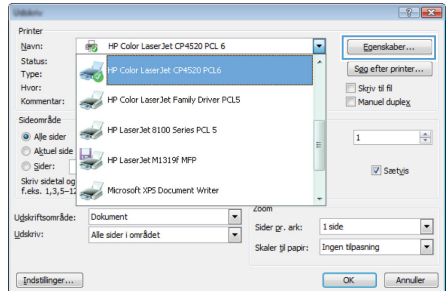 Udskriv
Printer
Navn: HP Color LaserJet CP4520 PCL 6
Egenskaber...
Status:
Type: HP Color LaserJet CP4520 PCL6
Søg efter printer...
Hvor:
Skriv til fil
Kommentar: HP Color LaserJet Family Driver PCL5
Manuel duplex
Sideområde
HP LaserJet 8100 Series PCL 5
Alle sider
1
Aktuel side
HP LaserJet M1319f MFP
Sider:
Sætvis
Skriv sidetal og
f.eks. 1,3,5–12
Microsoft XPS Document Writer
Zoom
Udskriftsområde: Dokument
Sider pr. ark: 1 side
Udskriv: Alle sider i området
Skaler til papir: Ingen tilpasning
Indstillinger...
OK
Annuller